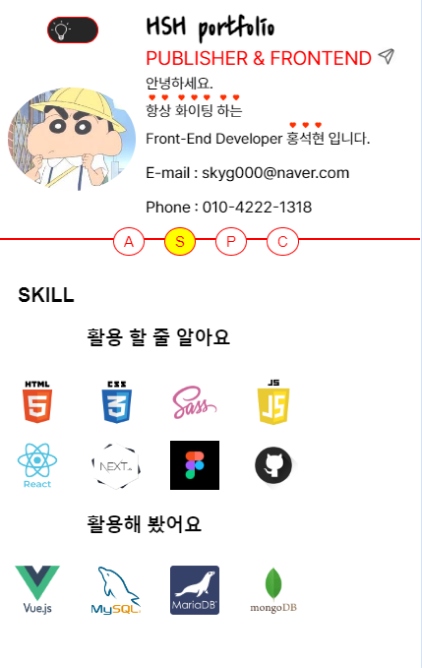 HSH portfolio
PUBLISHER & FRONTEND
안녕하세요.
항상 화이팅 하는
Front-End Developer 홍석현 입니다.
E-mail : skyg000@naver.com
Phone : 010-4222-1318
A S P C
SKILL
활용 할 줄 알아요
HTML 5
CSS 3
Sass
JS 5
React
NEXT.JS
활용해 봤어요
Vue.js
MySQL
MariaDB
mongoDB